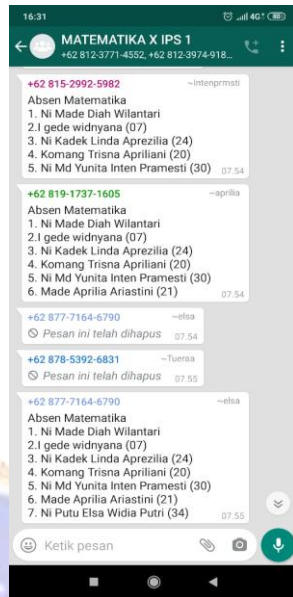 16:31
4G+ 80
MATEMATIKA X IPS 1
+62 812-3771-4552, +62 812-3974-918...
+62 815-2992-5982 ~Intenprmsti
Absen Matematika
1. Ni Made Diah Wilantari
2.I gede widnyana (07)
3. Ni Kadek Linda Aprezilia (24)
4. Komang Trisna Apriliani (20)
5. Ni Md Yunita Inten Pramesti (30) 07.54
+62 819-1737-1605 ~aprilia
Absen Matematika
1. Ni Made Diah Wilantari
2.I gede widnyana (07)
3. Ni Kadek Linda Aprezilia (24)
4. Komang Trisna Apriliani (20)
5. Ni Md Yunita Inten Pramesti (30)
6. Made Aprilia Ariastini (21) 07.54
+62 877-7164-6790 ~elsa
Pesan ini telah dihapus 07.54
+62 878-5392-6831 ~Tueraa
Pesan ini telah dihapus 07.55
+62 877-7164-6790 ~elsa
Absen Matematika
1. Ni Made Diah Wilantari
2.I gede widnyana (07)
3. Ni Kadek Linda Aprezilia (24)
4. Komang Trisna Apriliani (20)
5. Ni Md Yunita Inten Pramesti (30)
6. Made Aprilia Ariastini (21)
7. Ni Putu Elsa Widia Putri (34) 07.55
Ketik pesan